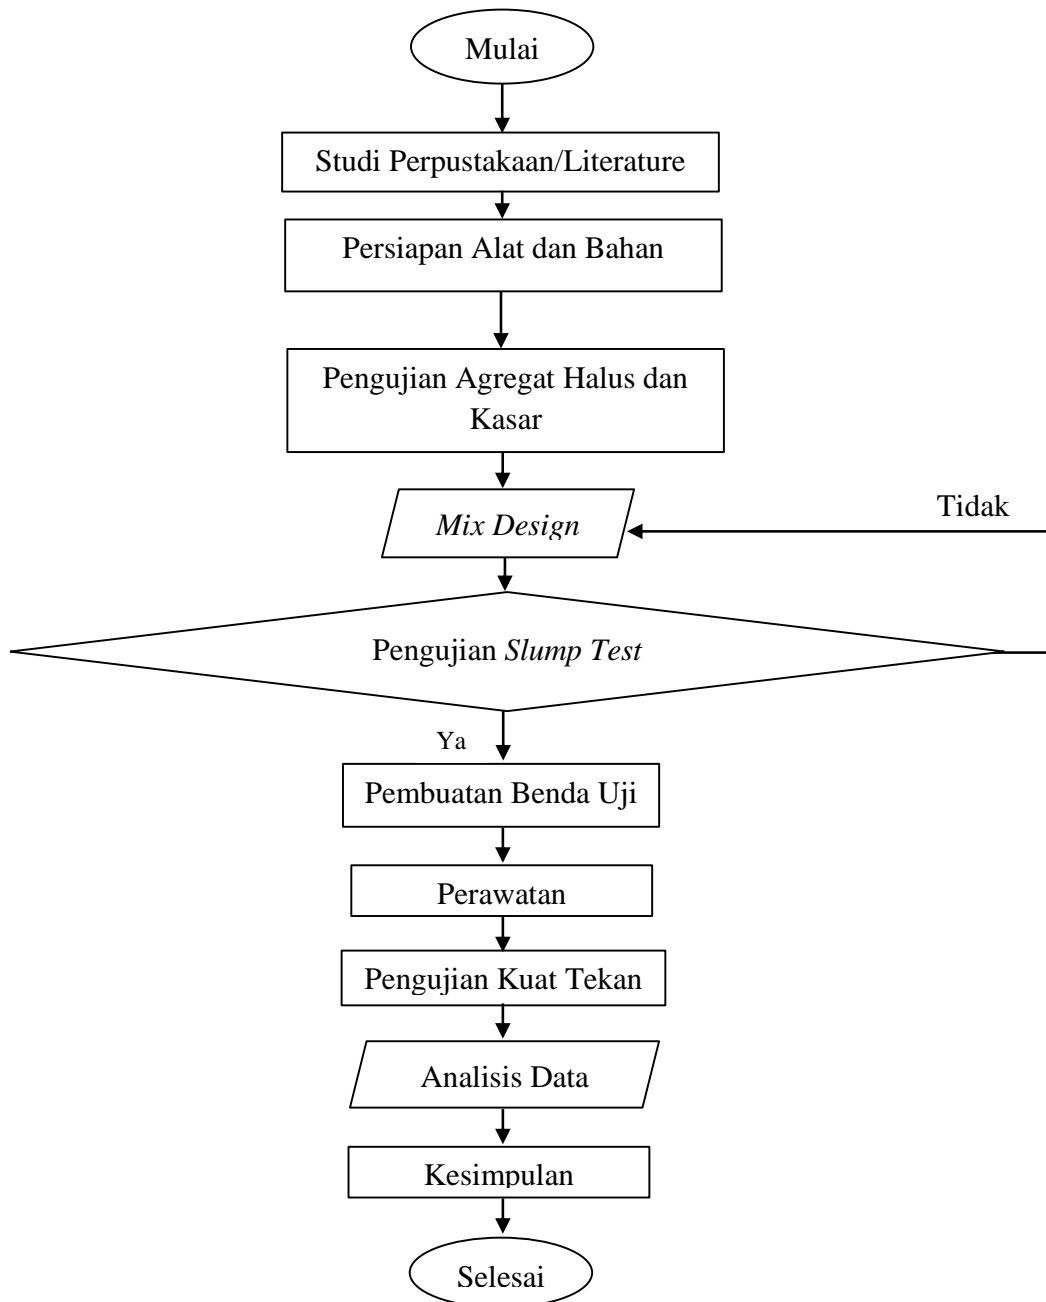 Mulai
Studi Perpustakaan/Literature
Persiapan Alat dan Bahan
Pengujian Agregat Halus dan
Kasar
Tidak
Mix Design
Pengujian Slump Test
Ya
Pembuatan Benda Uji
Perawatan
Pengujian Kuat Tekan
Analisis Data
Kesimpulan
Selesai